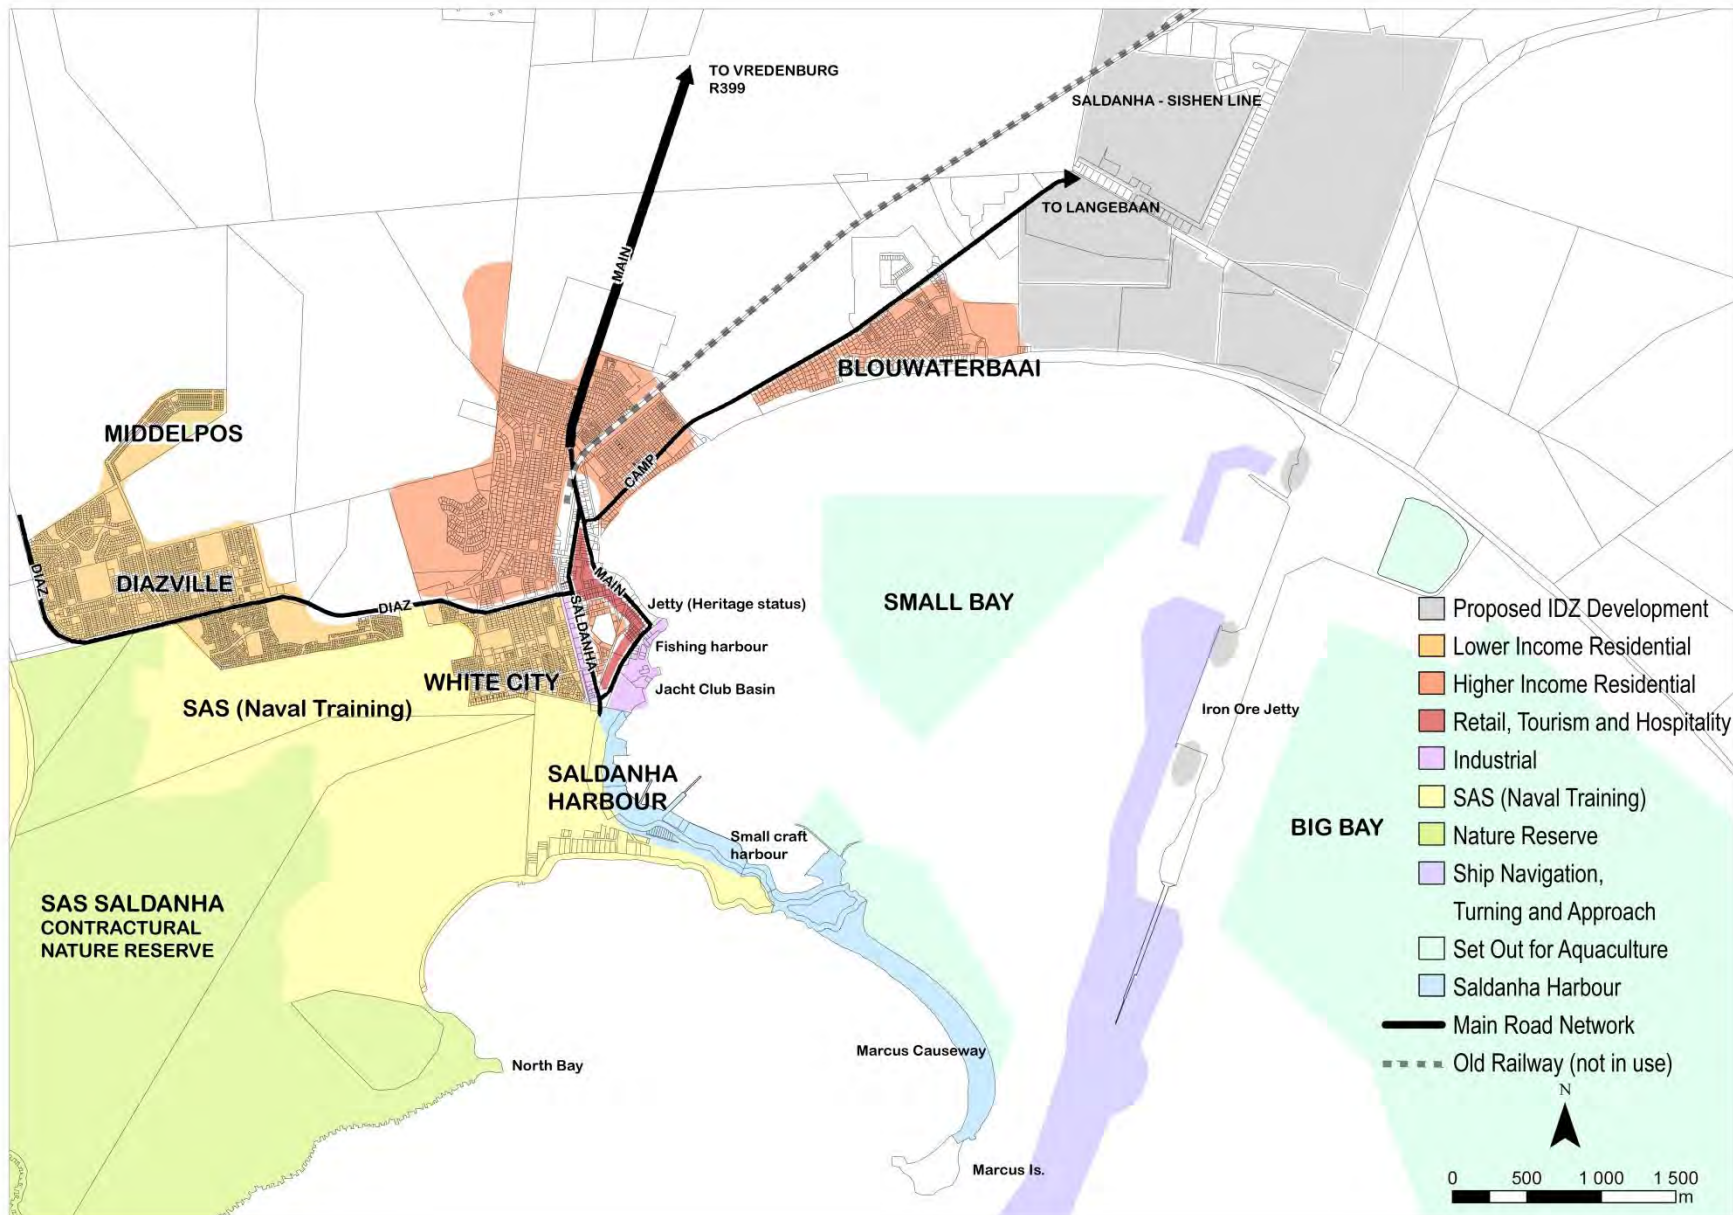 TO VREDENBURG
R399
SALDANHA - SISHEN LINE
TO LANGEBAAN
MAIN
BLOUWATERBAAI
MIDDELPOS
CAMP
DIAZ
DIAZVILLE
DIAZ
MAIN
SALDANHA
Jetty (Heritage status)
Fishing harbour
Jacht Club Basin
WHITE CITY
SAS (Naval Training)
SMALL BAY
Iron Ore Jetty
SALDANHA
HARBOUR
Small craft
harbour
BIG BAY
SAS SALDANHA
CONTRACTURAL
NATURE RESERVE
North Bay
Marcus Causeway
Marcus Is.
Proposed IDZ Development
Lower Income Residential
Higher Income Residential
Retail, Tourism and Hospitality
Industrial
SAS (Naval Training)
Nature Reserve
Ship Navigation,
Turning and Approach
Set Out for Aquaculture
Saldanha Harbour
Main Road Network
Old Railway (not in use)
N
0 500 1 000 1 500
m